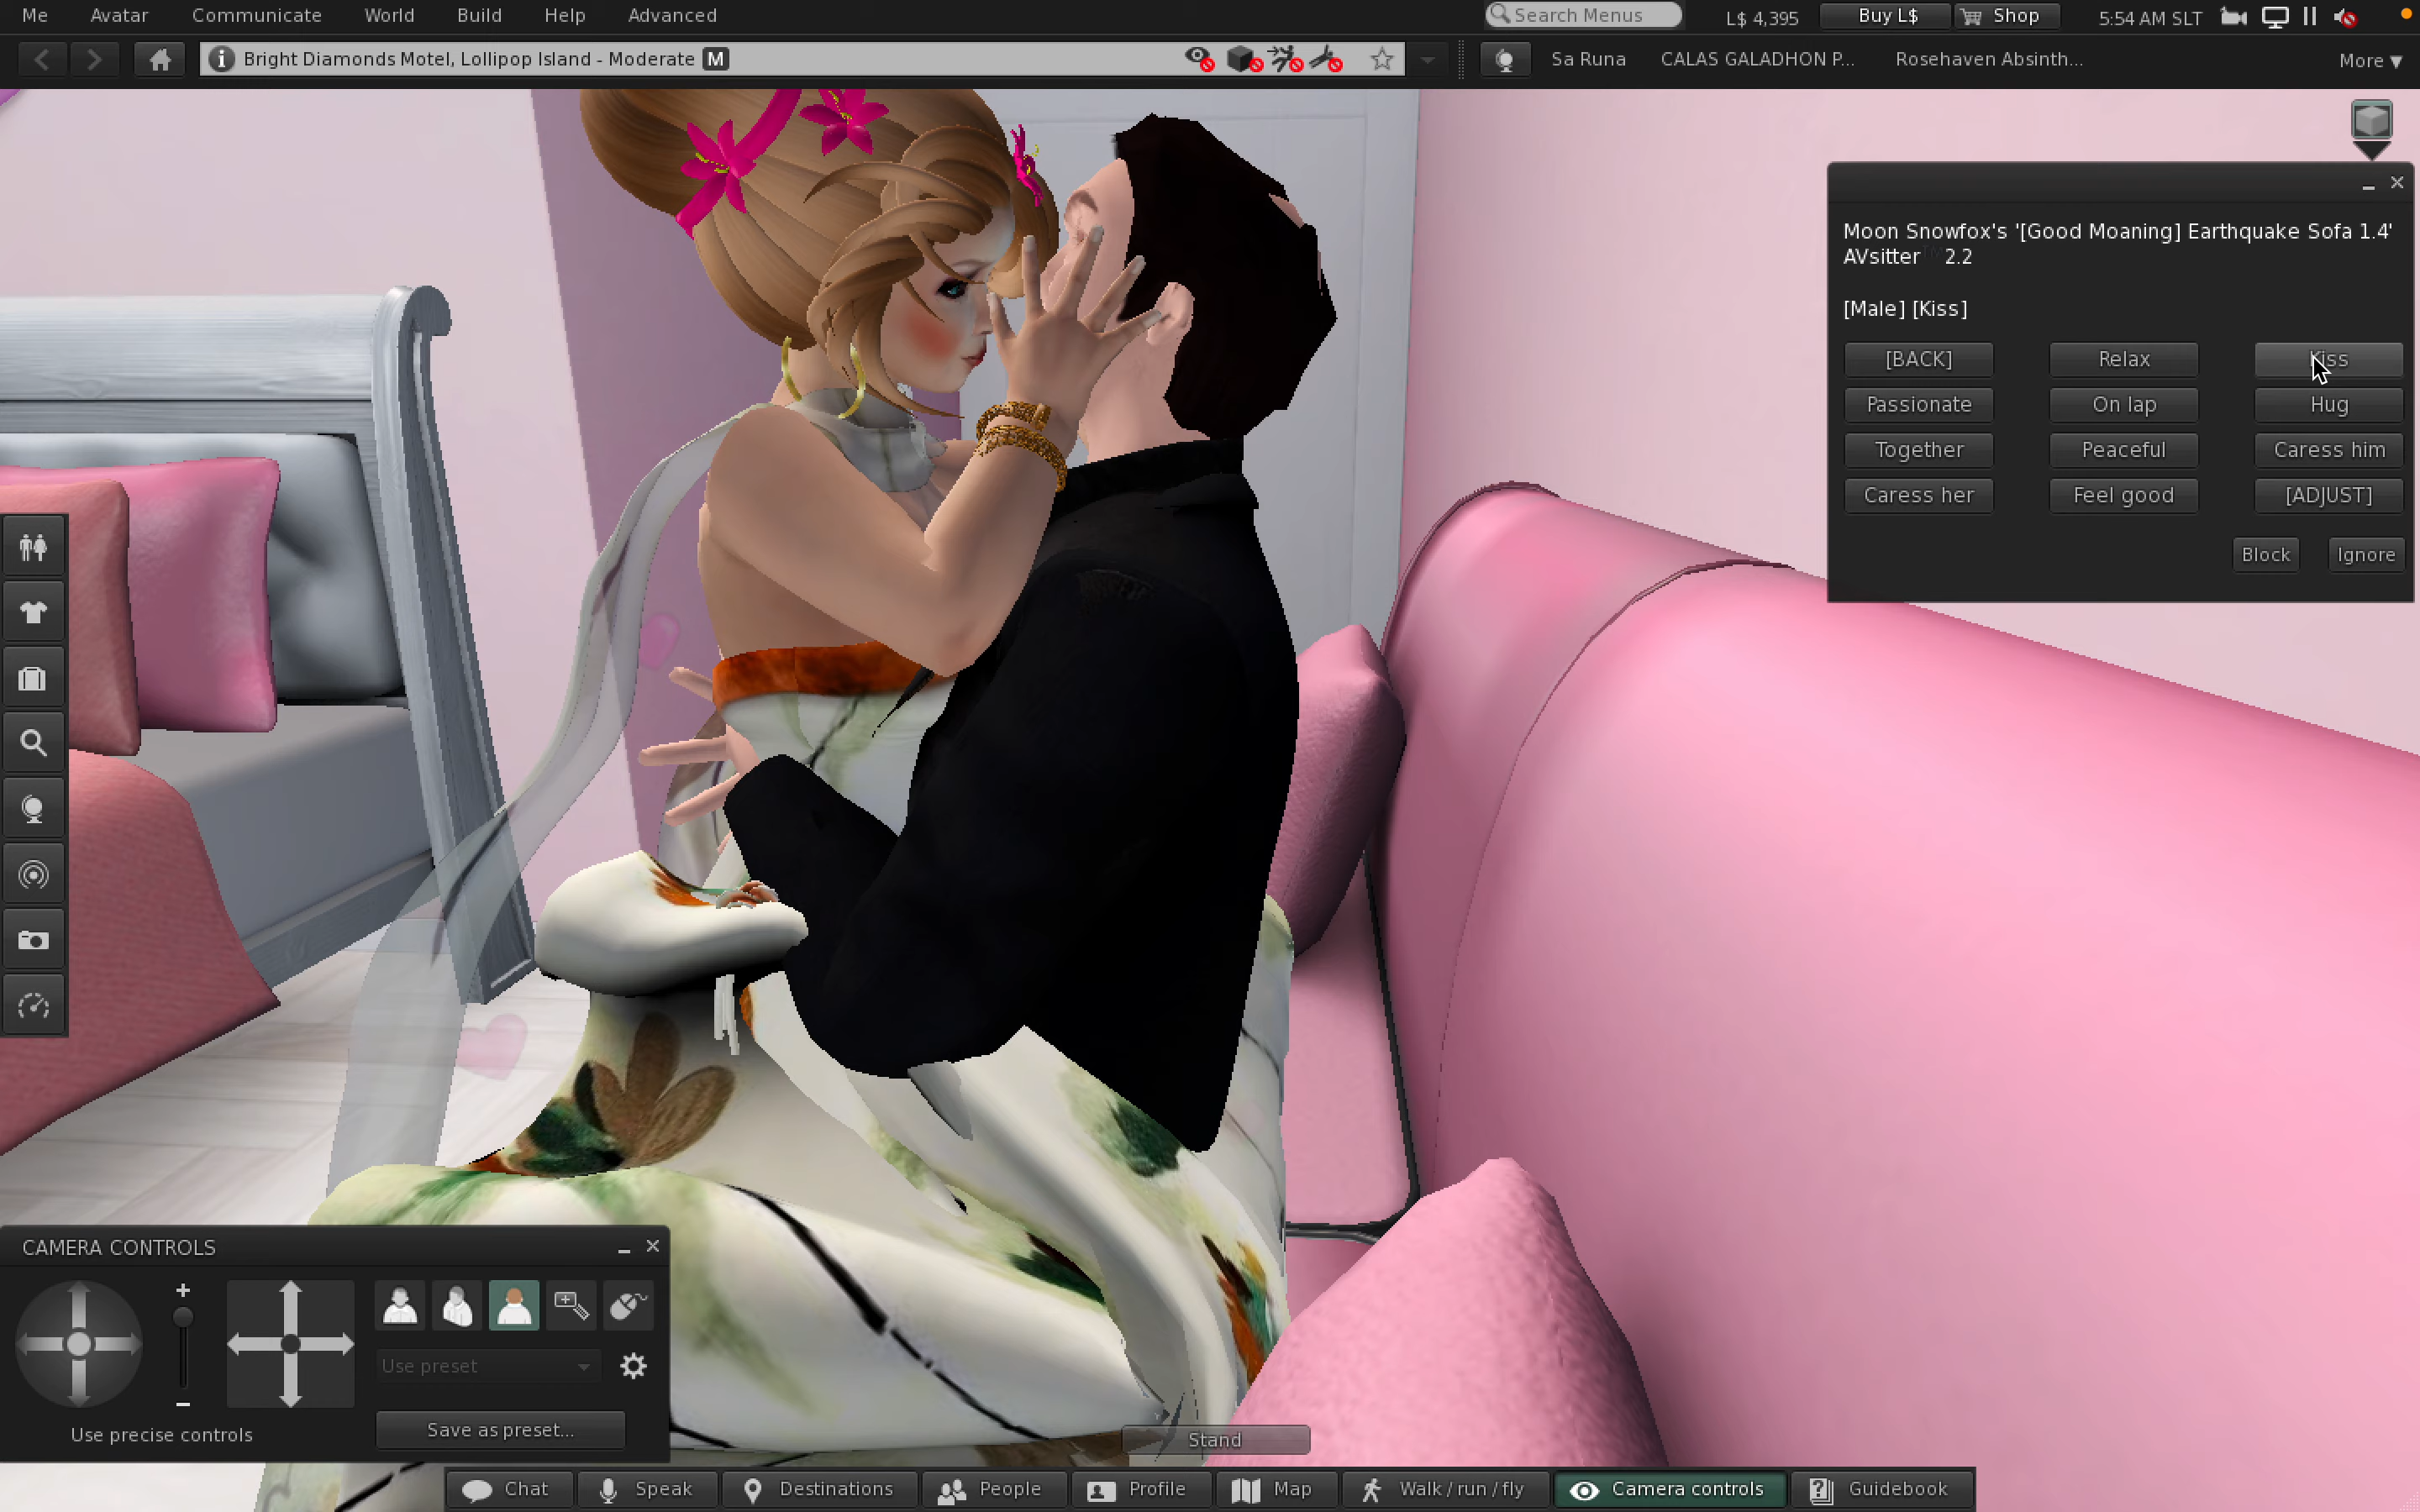 Me Avatar Communicate World Build Help Advanced Search Menus L$ 4,395 Buy L$ Shop 5:54 AM SLT
Bright Diamonds Motel, Lollipop Island - Moderate M Sa Runa CALAS GALADHON P... Rosehaven Absinth... More
Moon Snowfox's '[Good Moaning] Earthquake Sofa 1.4'
AVsitter™ 2.2
[Male] [Kiss]
[BACK] Relax Kiss
Passionate On lap Hug
Together Peaceful Caress him
Caress her Feel good [ADJUST]
Block Ignore
CAMERA CONTROLS
Use preset
Use precise controls
Save as preset...
Stand
Chat Speak Destinations People Profile Map Walk / run / fly Camera controls Guidebook